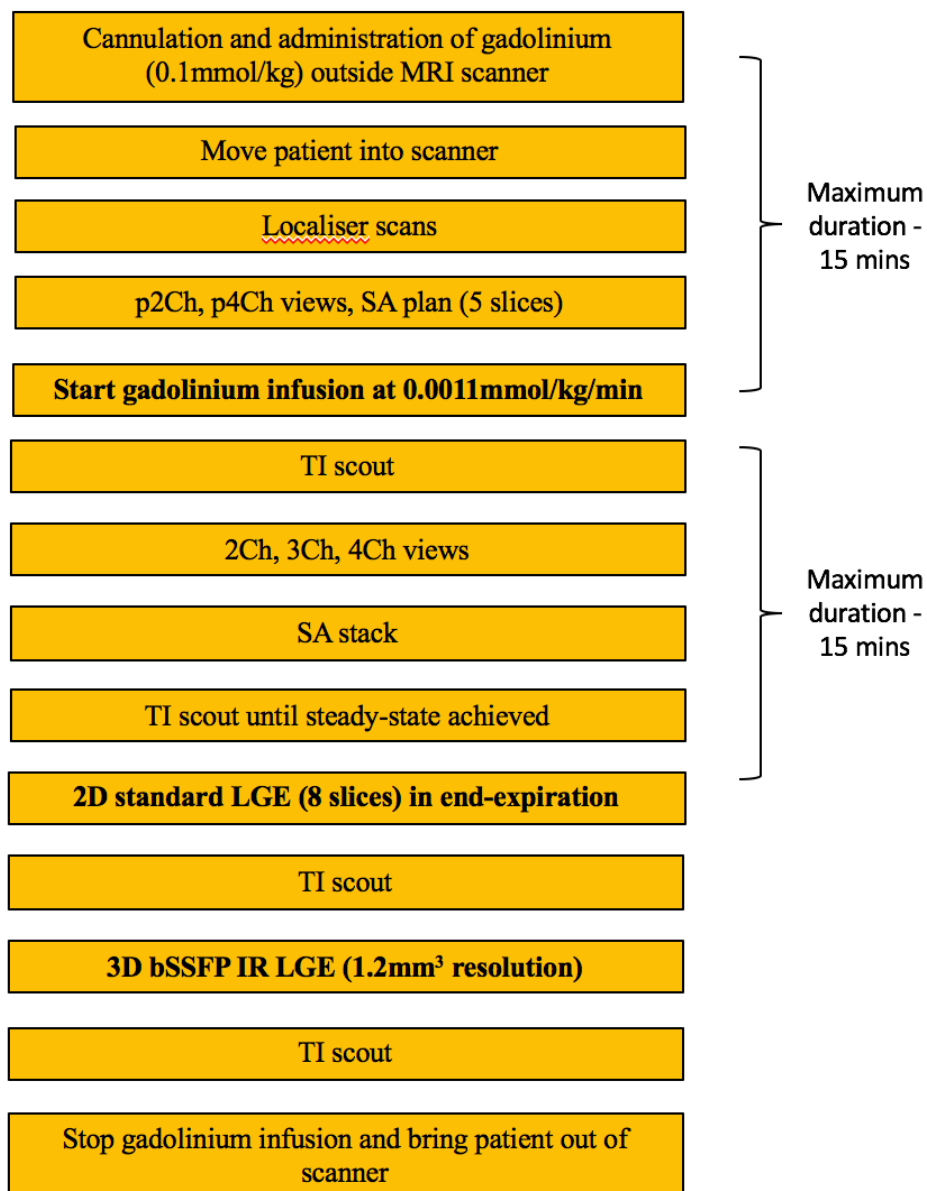 Cannulation and administration of gadolinium
(0.1mmol/kg) outside MRI scanner
Move patient into scanner
Localiser scans
p2Ch, p4Ch views, SA plan (5 slices)
Start gadolinium infusion at 0.0011mmol/kg/min
Maximum
duration -
15 mins
TI scout
2Ch, 3Ch, 4Ch views
SA stack
TI scout until steady-state achieved
2D standard LGE (8 slices) in end-expiration
Maximum
duration -
15 mins
TI scout
3D bSSFP IR LGE (1.2mm³ resolution)
TI scout
Stop gadolinium infusion and bring patient out of
scanner